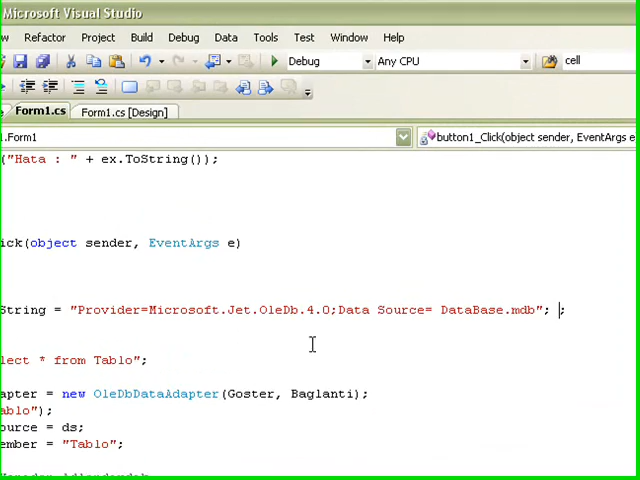 Microsoft Visual Studio
w Refactor Project Build Debug Data Tools Test Window Help
Debug Any CPU cell
Form1.cs Form1.cs [Design]
1.Form1 button1_Click(object sender, EventArgs e
("Hata : " + ex.ToString());
ick(object sender, EventArgs e)
String = "Provider=Microsoft.Jet.OleDb.4.0;Data Source= DataBase.mdb"; ;
lect * from Tablo";
apter = new OleDbDataAdapter(Goster, Baglanti);
ablo");
ource = ds;
ember = "Tablo";